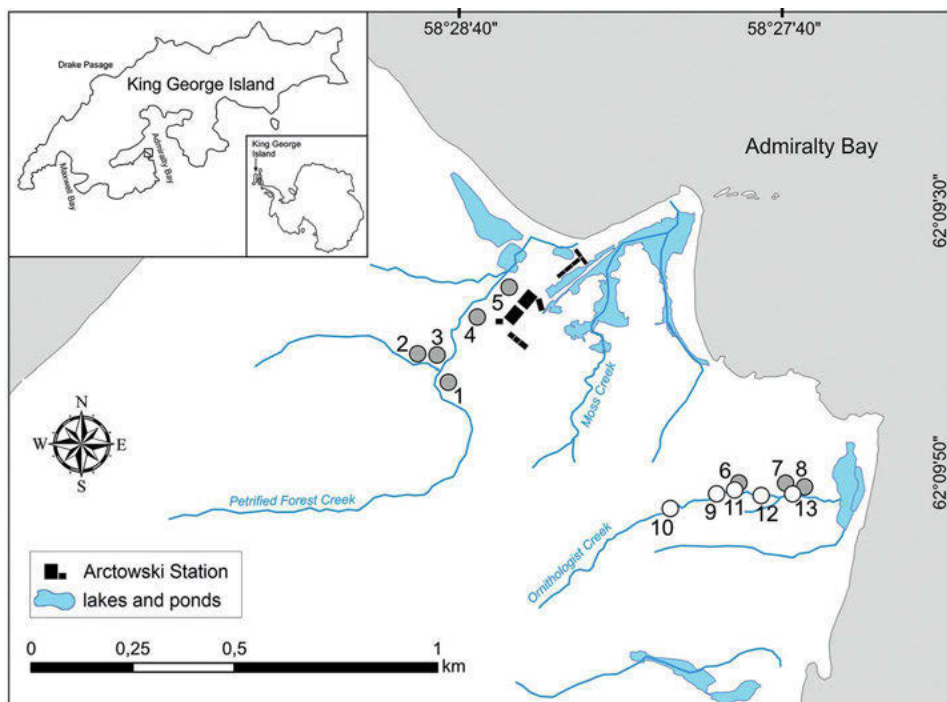 58°28'40
58°27'40
Drake Pasage
King George Island
Admiralty Bay
Maxwell Bay
King George
Island
Admiralty Bay
62°09'30
62°09'50
5
4
2
3
1
Moss Creek
Petrified Forest Creek
6
7
8
10
9
11
12
13
Ornithologist Creek
N
W
E
S
Arctowski Station
lakes and ponds
0
0,25
0,5
1
km